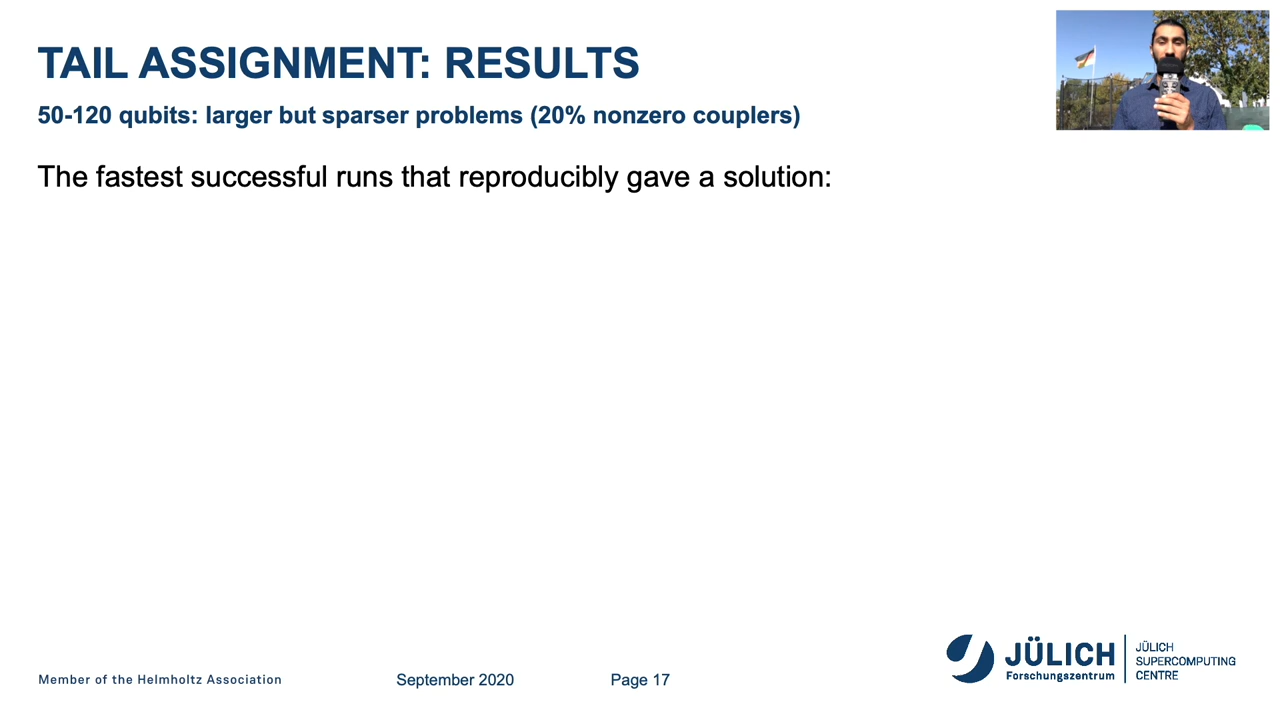 TAIL ASSIGNMENT: RESULTS
50-120 qubits: larger but sparser problems (20% nonzero couplers)
The fastest successful runs that reproducibly gave a solution:
Member of the Helmholtz Association
September 2020
Page 17
JÜLICH
Forschungszentrum
JÜLICH
SUPERCOMPUTING
CENTRE